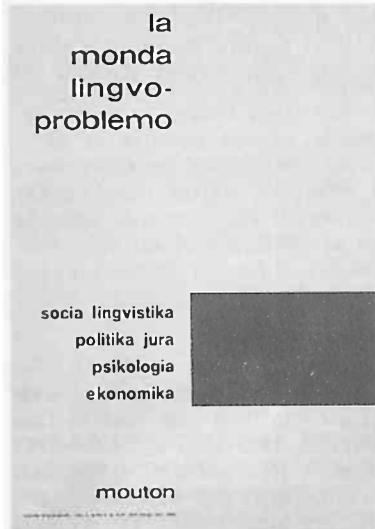 la
monda
lingvo-
problemo
socia lingvistika
politika jura
psikologia
ekonomika
mouton